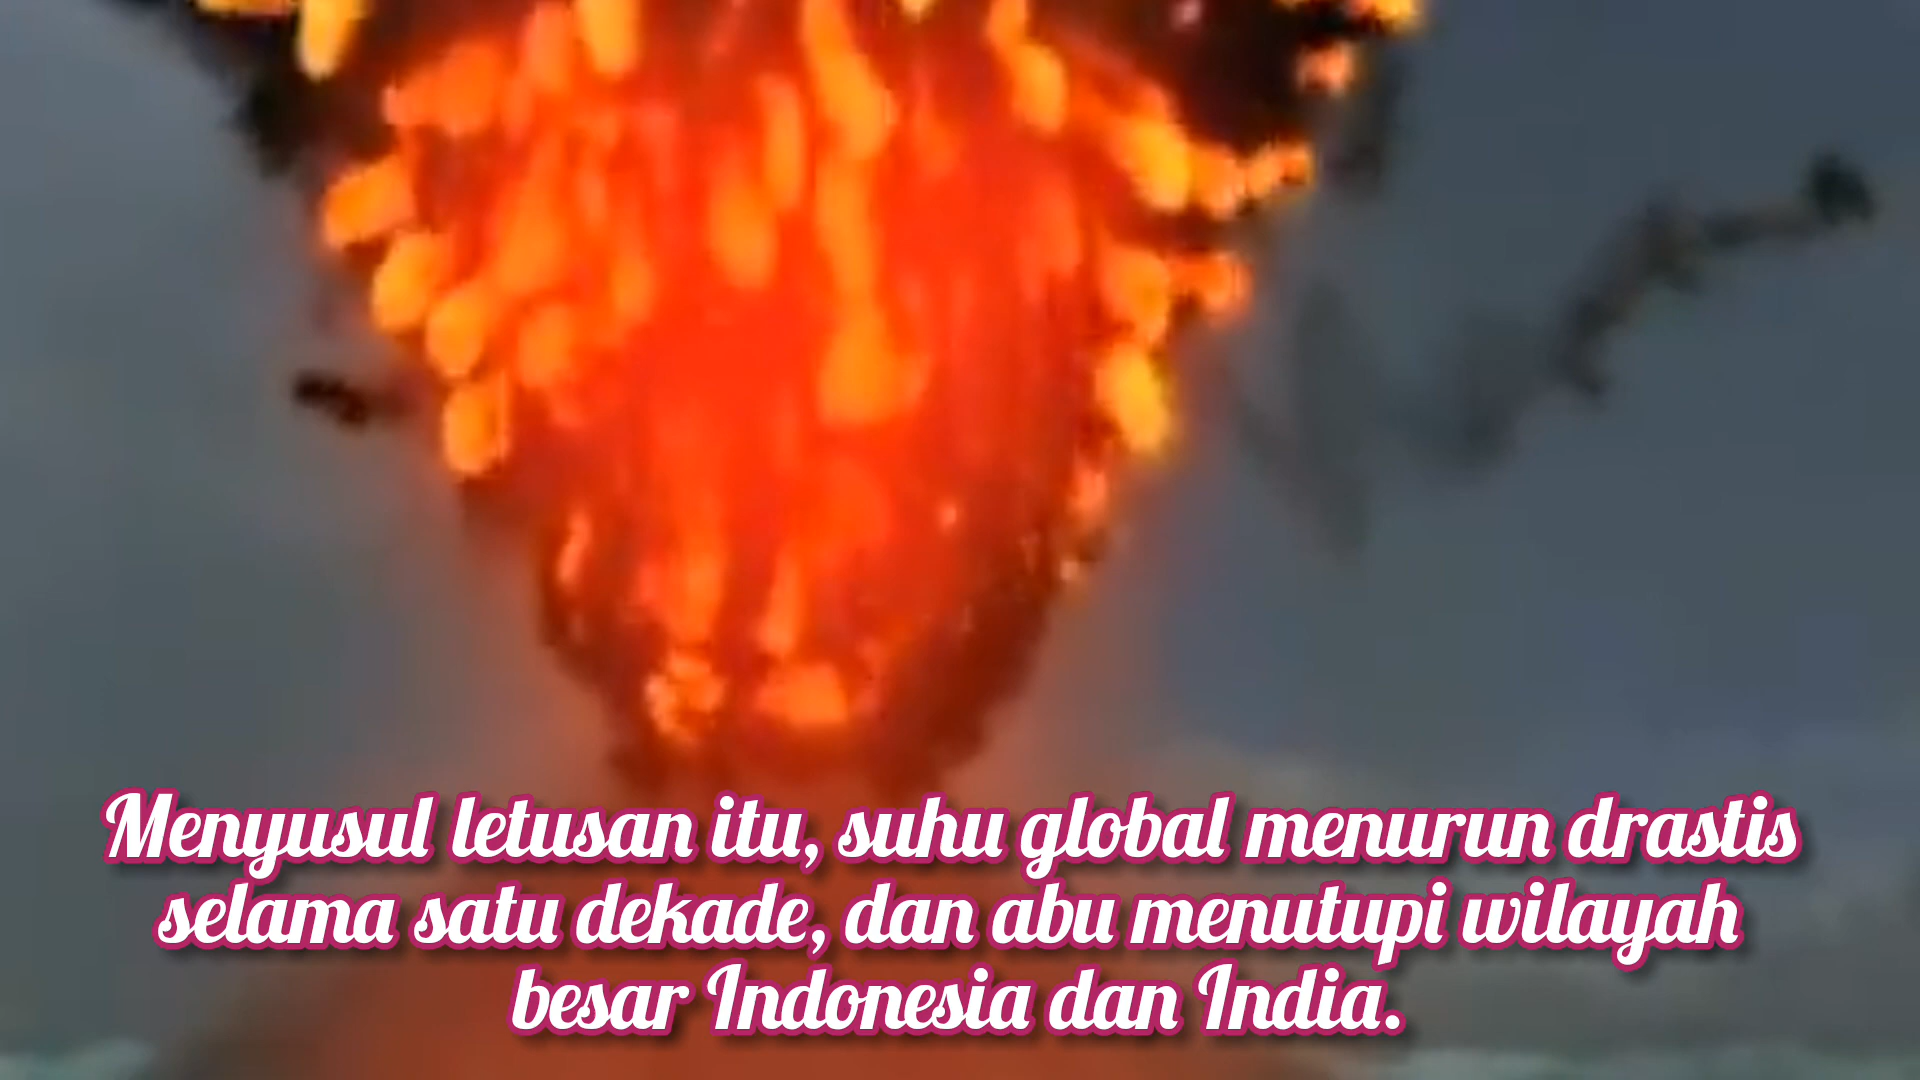 Menyusul letusan itu, suhu global menurun drastis
selama satu dekade, dan abu menutupi wilayah
besar Indonesia dan India.